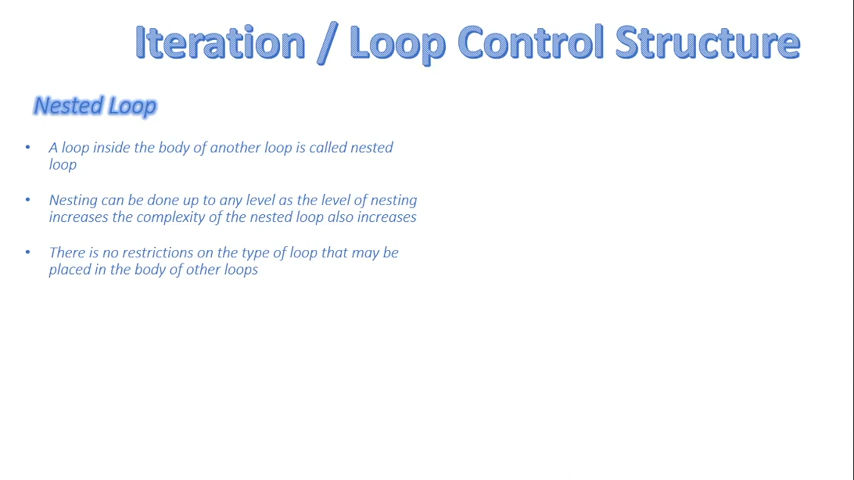 Iteration / Loop Control Structure
Nested Loop
• A loop inside the body of another loop is called nested
loop
• Nesting can be done up to any level as the level of nesting
increases the complexity of the nested loop also increases
• There is no restrictions on the type of loop that may be
placed in the body of other loops